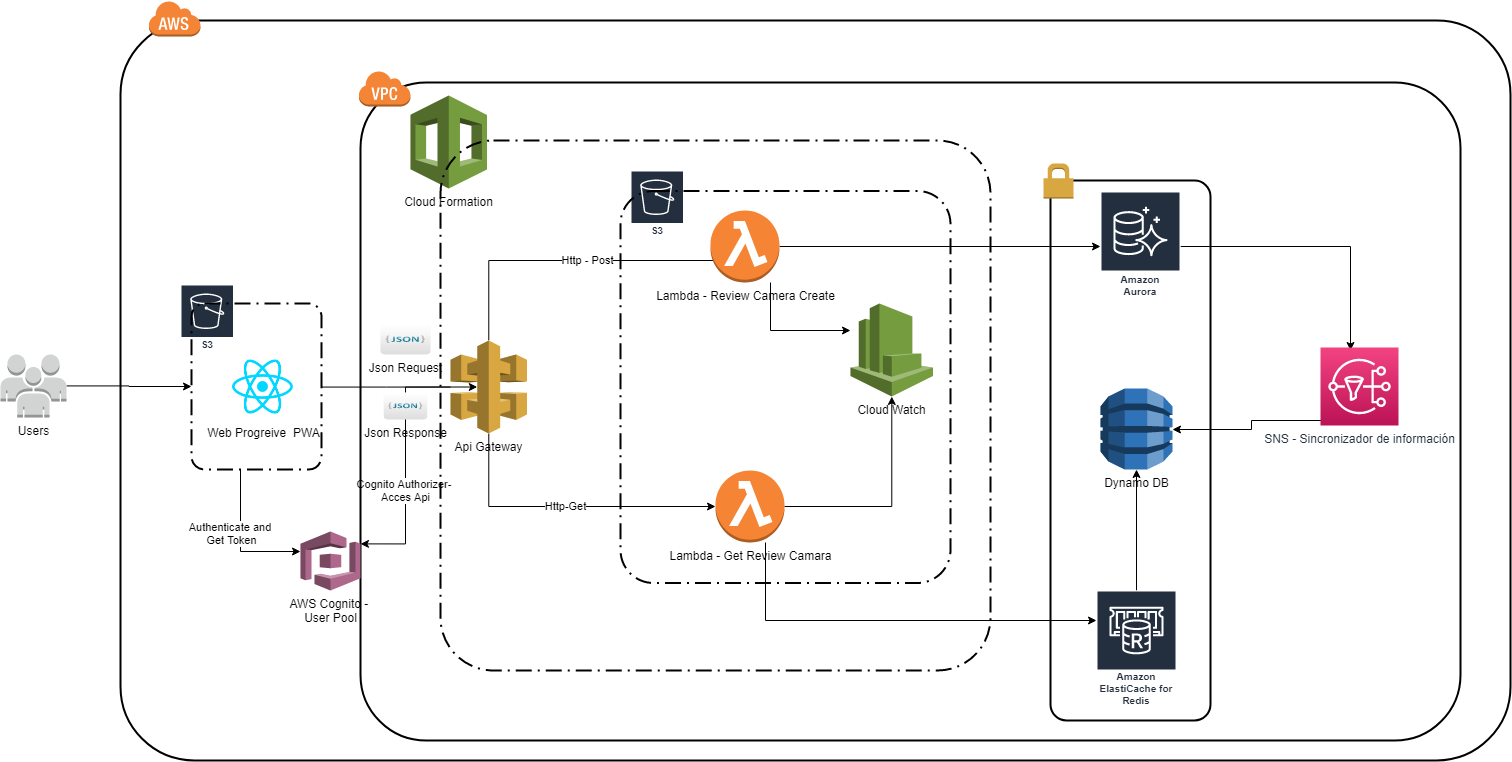 AWS
VPC
Cloud Formation
S3
Http - Post
Lambda - Review Camera Create
Amazon
Aurora
S3
{JSON}
Json Request
Users
Web Progreive PWA
{JSON}
Json Response
Api Gateway
Cloud Watch
SNS - Sincronizador de información
Cognito Authorizer-
Acces Api
Http-Get
Dynamo DB
Authenticate and
Get Token
Lambda - Get Review Camara
AWS Cognito -
User Pool
R
Amazon
ElastiCache for
Redis